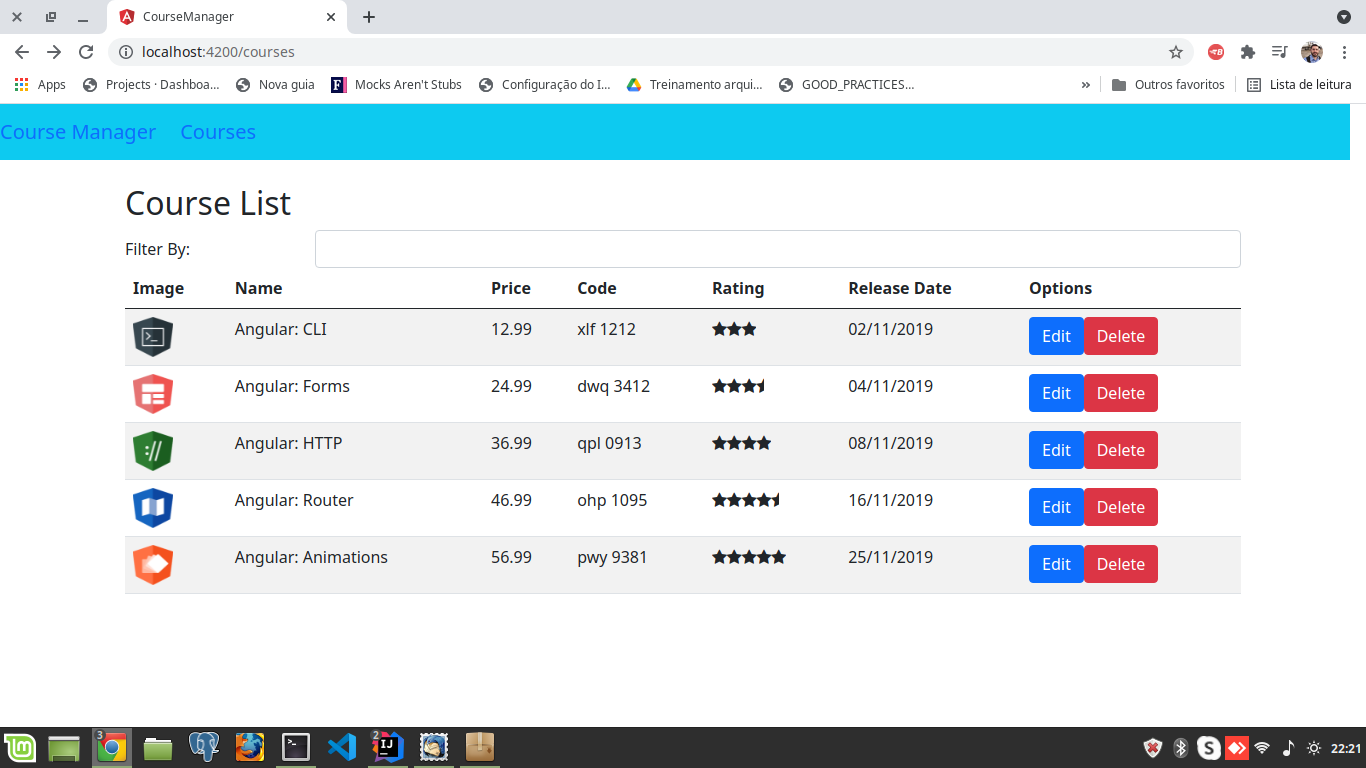 CourseManager
localhost:4200/courses
Apps Projects · Dashboa... Nova guia Mocks Aren't Stubs Configuração do I... Treinamento arqui... GOOD_PRACTICES... » Outros favoritos Lista de leitura
Course Manager Courses
Course List
Filter By:
Image Name Price Code Rating Release Date Options
Angular: CLI 12.99 xlf 1212 02/11/2019 Edit Delete
Angular: Forms 24.99 dwq 3412 04/11/2019 Edit Delete
Angular: HTTP 36.99 qpl 0913 08/11/2019 Edit Delete
Angular: Router 46.99 ohp 1095 16/11/2019 Edit Delete
Angular: Animations 56.99 pwy 9381 25/11/2019 Edit Delete
3 2 IJ S 22:21